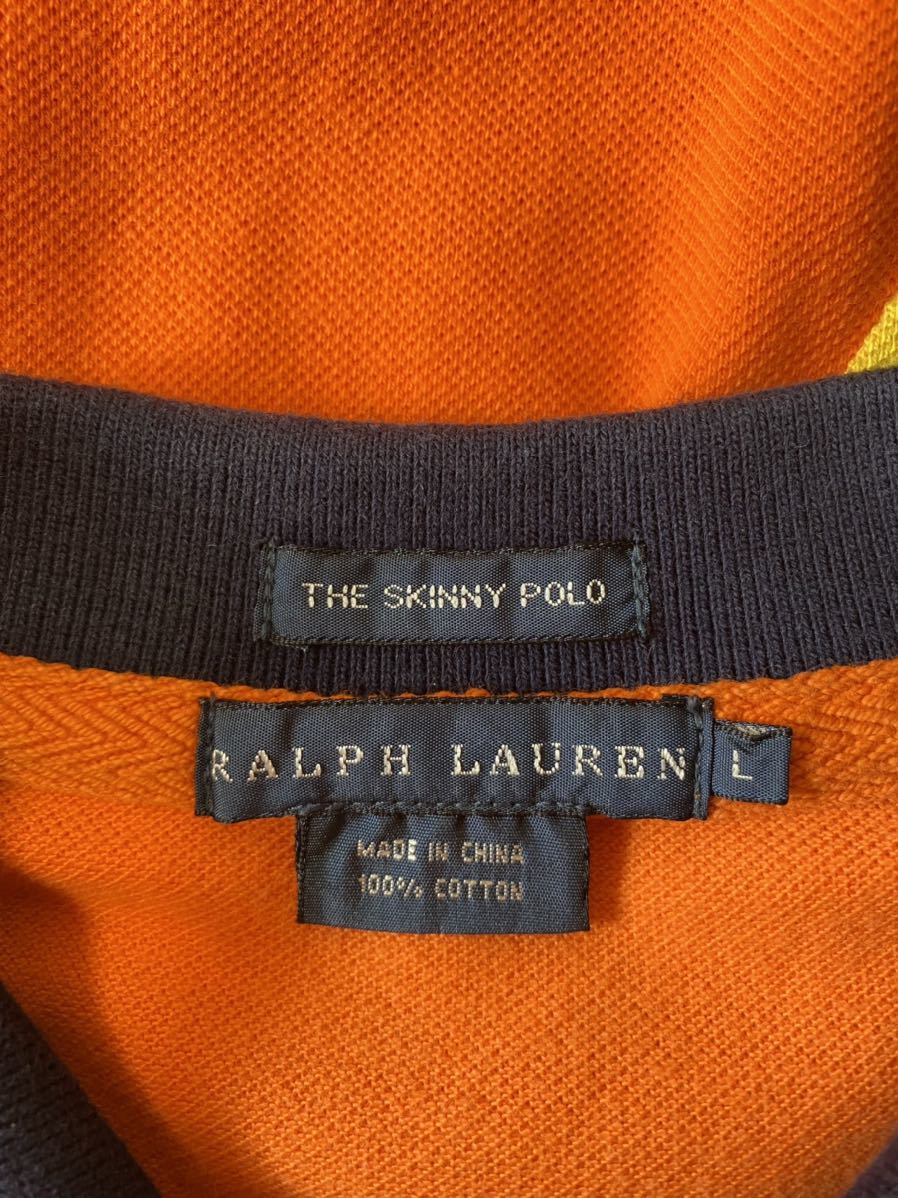 THE SKINNY POLO
RALPH LAUREN
L
MADE IN CHINA
100% COTTON